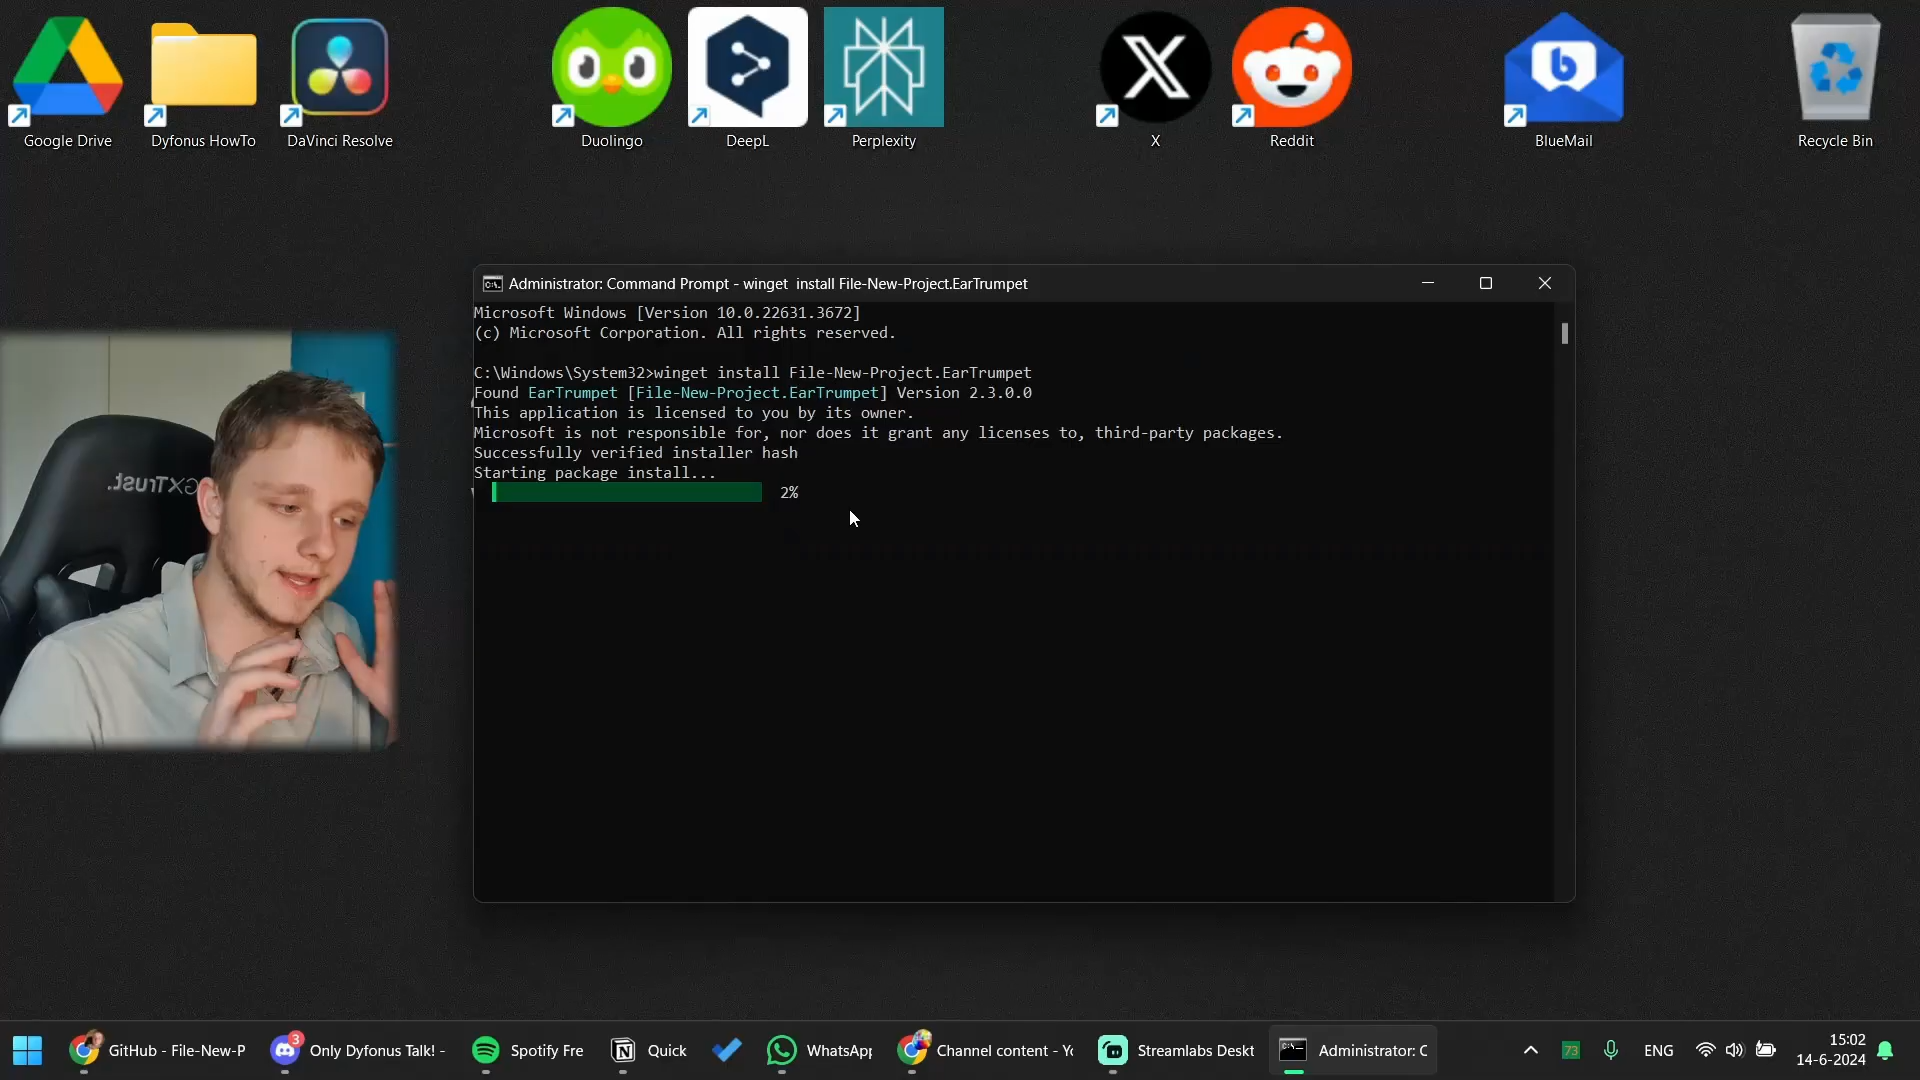 Google Drive
Dyfonus HowTo
DaVinci Resolve
Duolingo
DeepL
Perplexity
X
Reddit
BlueMail
Recycle Bin
Administrator: Command Prompt - winget  install File-New-Project.EarTrumpet
Microsoft Windows [Version 10.0.22631.3672]
(c) Microsoft Corporation. All rights reserved.
C:\Windows\System32>winget install File-New-Project.EarTrumpet
Found EarTrumpet [File-New-Project.EarTrumpet] Version 2.3.0.0
This application is licensed to you by its owner.
Microsoft is not responsible for, nor does it grant any licenses to, third-party packages.
Successfully verified installer hash
Starting package install...
2%
GXTrust.
GitHub - File-New-P
3
Only Dyfonus Talk! -
Spotify Fre
Quick
WhatsApp
Channel content - Yo
Streamlabs Deskt
Administrator: C
73
ENG
15:02
14-6-2024